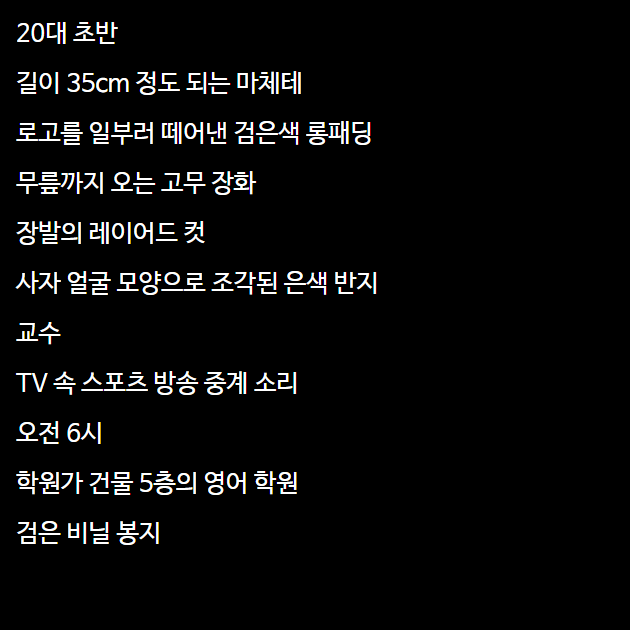 20대 초반
길이 35cm 정도 되는 마체테
로고를 일부러 떼어낸 검은색 롱패딩
무릎까지 오는 고무 장화
장발의 레이어드 컷
사자 얼굴 모양으로 조각된 은색 반지
교수
TV 속 스포츠 방송 중계 소리
오전 6시
학원가 건물 5층의 영어 학원
검은 비닐 봉지